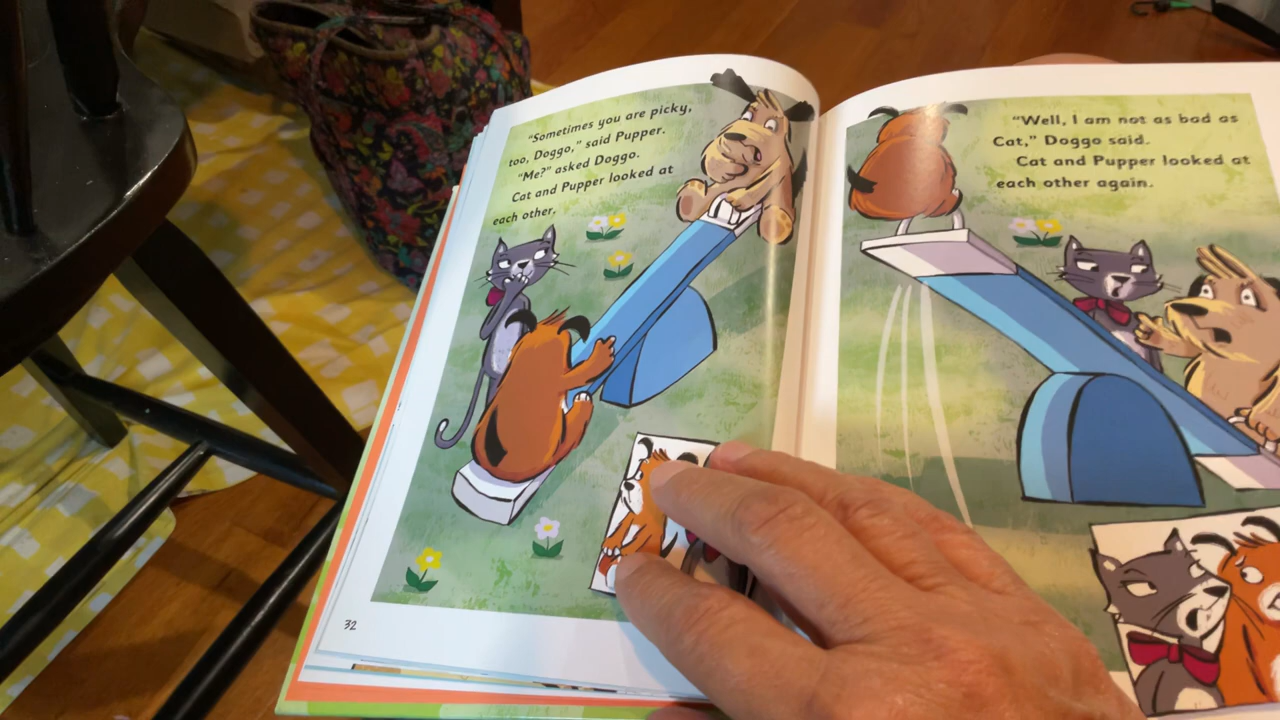 "Sometimes you are picky,
too, Doggo," said Pupper.
"Me?" asked Doggo.
Cat and Pupper looked at
each other.
32
"Well, I am not as bad as
Cat," Doggo said.
Cat and Pupper looked at
each other again.